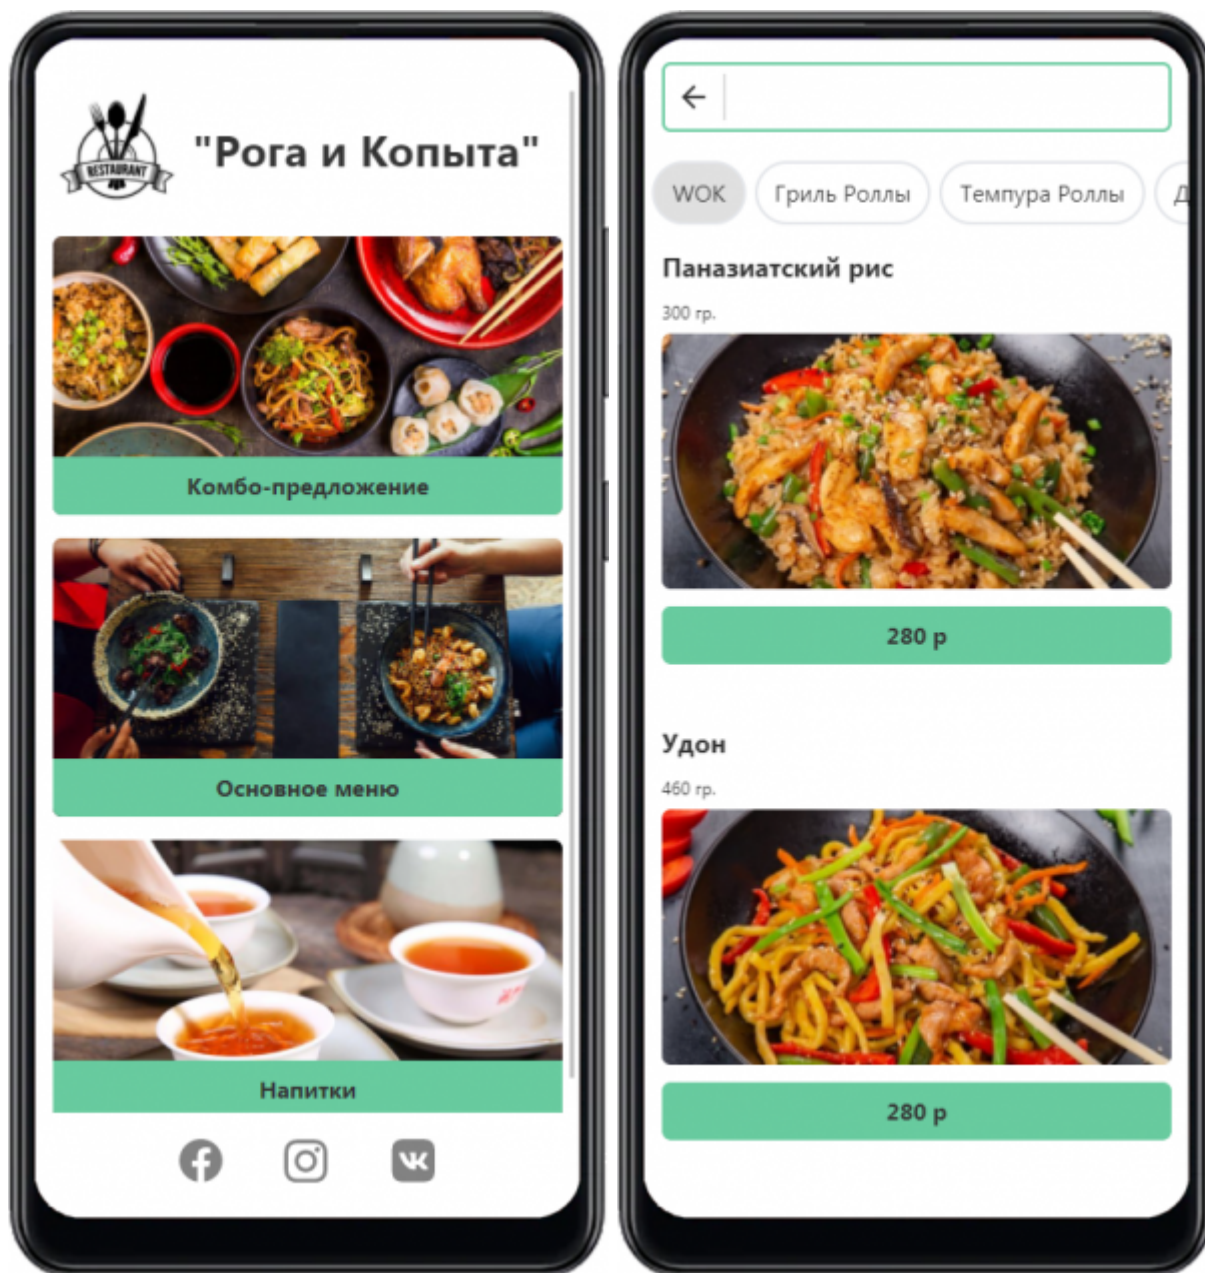 RESTAURANT
"Рога и Копыта"
Комбо-предложение
Основное меню
Напитки
WOK
Гриль Роллы
Темпура Роллы
Паназиатский рис
300 гр.
280 р
Удон
460 гр.
280 р